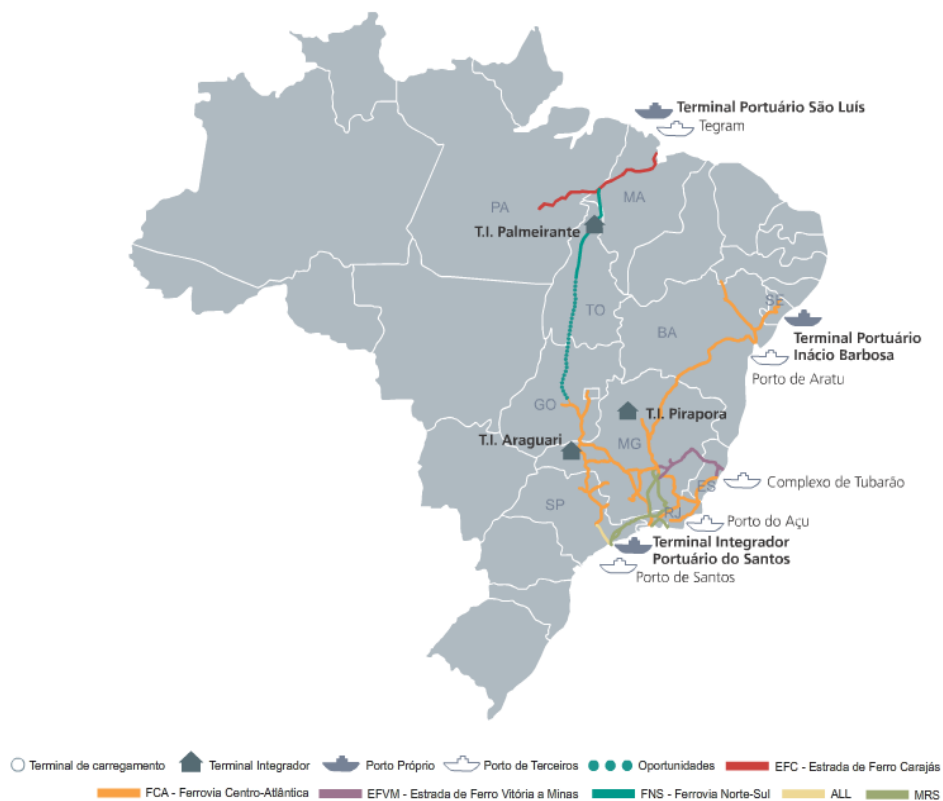 Terminal Portuário São Luís
Tegram
PA
MA
T.I. Palmeirante
TO
SE
BA
Terminal Portuário
Inácio Barbosa
Porto de Aratu
GO
T.I. Pirapora
T.I. Araguari
MG
ES
Complexo de Tubarão
SP
RJ
Porto do Açu
Terminal Integrador
Portuário do Santos
Porto de Santos
Terminal de carregamento
Terminal Integrador
Porto Próprio
Porto de Terceiros
Oportunidades
EFC - Estrada de Ferro Carajás
FCA - Ferrovia Centro-Atlântica
EFVM - Estrada de Ferro Vitória a Minas
FNS - Ferrovia Norte-Sul
ALL
MRS